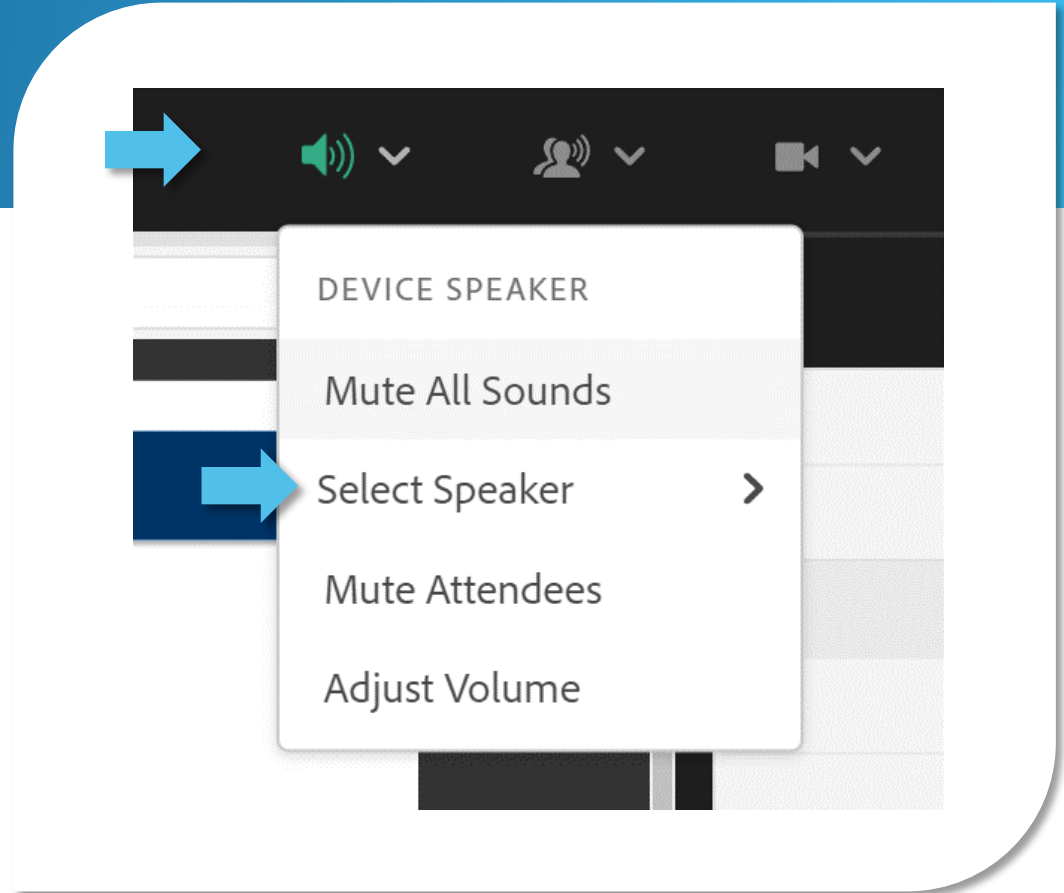 DEVICE SPEAKER
Mute All Sounds
Select Speaker
Mute Attendees
Adjust Volume